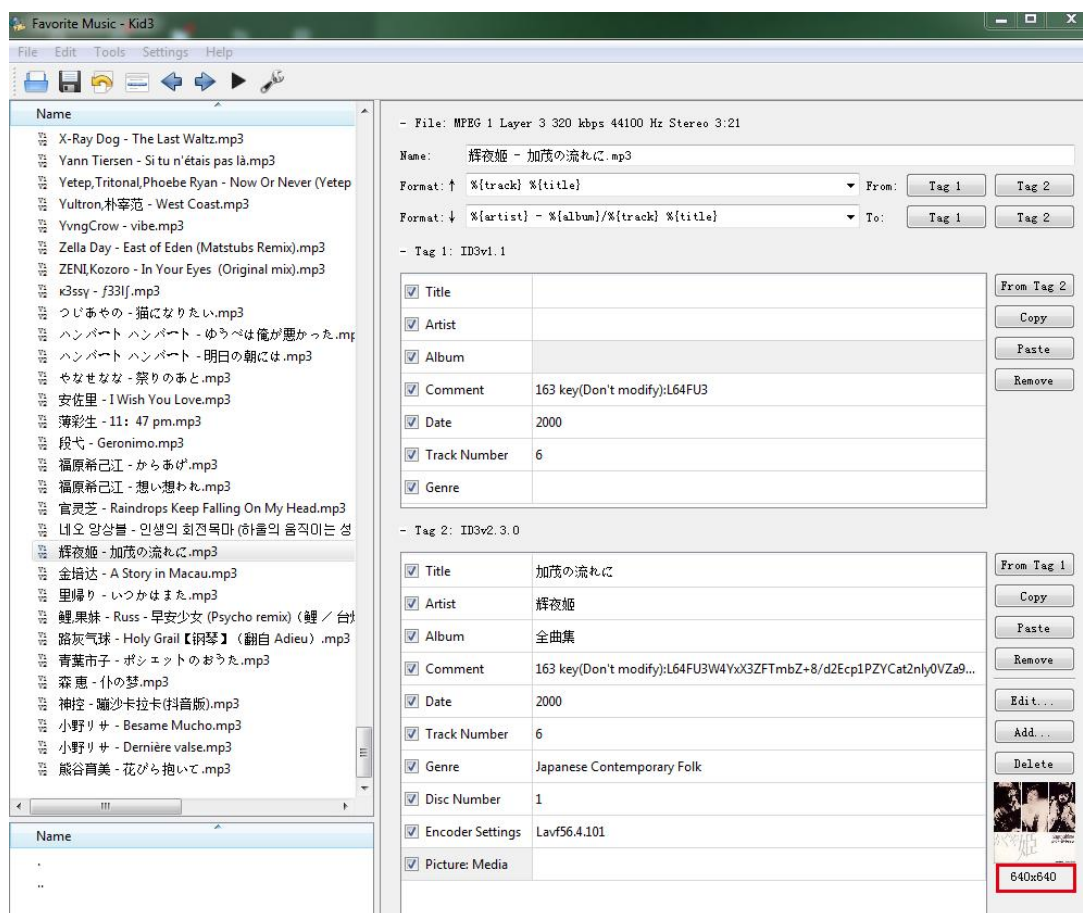 Favorite Music - Kid3
File Edit Tools Settings Help
Name
X-Ray Dog - The Last Waltz.mp3
Yann Tiersen - Si tu n'étais pas là.mp3
Yetep,Tritonal,Phoebe Ryan - Now Or Never (Yetep
Yultron,朴宰范 - West Coast.mp3
YvngCrow - vibe.mp3
Zella Day - East of Eden (Matstubs Remix).mp3
ZENI,Kozoro - In Your Eyes (Original mix).mp3
κ3ssγ - ƒ33lʃ.mp3
つじあやの - 猫になりたい.mp3
ハンバート ハンバート - ゆうべは俺が悪かった.mp
ハンバート ハンバート - 明日の朝には.mp3
やなせなな - 祭りのあと.mp3
安佐里 - I Wish You Love.mp3
薄彩生 - 11：47 pm.mp3
段弋 - Geronimo.mp3
福原希己江 - からあげ.mp3
福原希己江 - 想い想われ.mp3
官灵芝 - Raindrops Keep Falling On My Head.mp3
네오 앙상블 - 인생의 회전목마 (하울의 움직이는 성
辉夜姬 - 加茂の流れに.mp3
金培达 - A Story in Macau.mp3
里帰り - いつかはまた.mp3
鲤,果妹 - Russ - 早安少女 (Psycho remix)（鲤 / 台
路灰气球 - Holy Grail【钢琴】（翻自 Adieu）.mp3
青葉市子 - ポシェットのおうた.mp3
森恵 - 仆の梦.mp3
神控 - 蹦沙卡拉卡(抖音版).mp3
小野リサ - Besame Mucho.mp3
小野リサ - Dernière valse.mp3
熊谷育美 - 花びら抱いて.mp3
Name
.
..
- File: MPEG 1 Layer 3 320 kbps 44100 Hz Stereo 3:21
Name: 辉夜姬 - 加茂の流れに.mp3
Format: ↑ %{track} %{title} From: Tag 1 Tag 2
Format: ↓ %{artist} - %{album}/%{track} %{title} To: Tag 1 Tag 2
- Tag 1: ID3v1.1
Title
Artist
Album
Comment 163 key(Don't modify):L64FU3
Date 2000
Track Number 6
Genre
From Tag 2
Copy
Paste
Remove
- Tag 2: ID3v2.3.0
Title 加茂の流れに
Artist 辉夜姬
Album 全曲集
Comment 163 key(Don't modify):L64FU3W4YxX3ZFTmbZ+8/d2Ecp1PZYCat2nly0VZa9...
Date 2000
Track Number 6
Genre Japanese Contemporary Folk
Disc Number 1
Encoder Settings Lavf56.4.101
Picture: Media
From Tag 1
Copy
Paste
Remove
Edit...
Add...
Delete
640x640